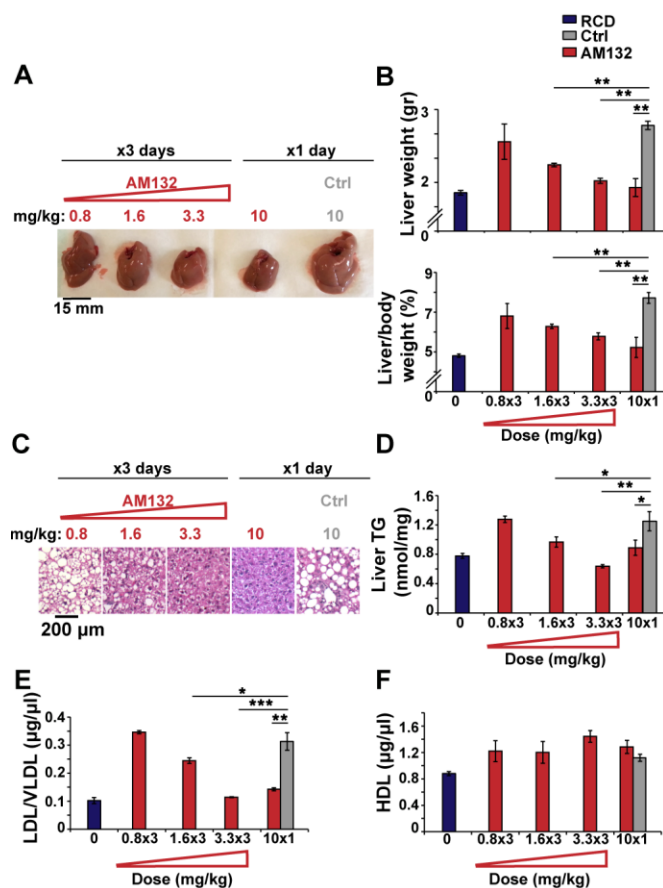 RCD
Ctrl
AM132
A
x3 days
x1 day
AM132
Ctrl
mg/kg: 0.8 1.6 3.3 10 10
15 mm
B
Liver weight (gr)
3
2
0
**
**
**
Liver/body
weight (%)
9
7
5
0
**
**
**
0 0.8x3 1.6x3 3.3x3 10x1
Dose (mg/kg)
C
x3 days
x1 day
AM132
Ctrl
mg/kg: 0.8 1.6 3.3 10 10
200 µm
D
Liver TG
(nmol/mg)
1.6
1.2
0.8
0.4
0
*
**
*
0 0.8x3 1.6x3 3.3x3 10x1
Dose (mg/kg)
E
LDL/VLDL (µg/µl)
0.4
0.3
0.2
0.1
0
*
***
**
0 0.8x3 1.6x3 3.3x3 10x1
Dose (mg/kg)
F
HDL (µg/µl)
1.6
1.2
0.8
0.4
0
0 0.8x3 1.6x3 3.3x3 10x1
Dose (mg/kg)